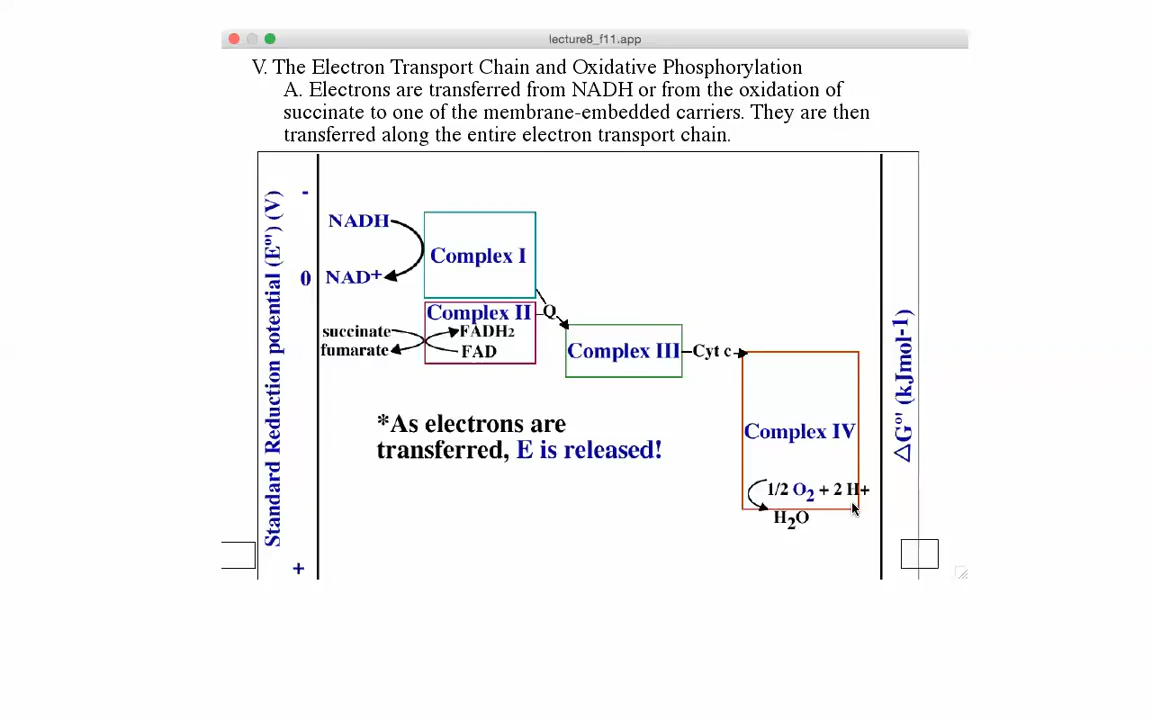 lecture8_f11.app
V. The Electron Transport Chain and Oxidative Phosphorylation
A. Electrons are transferred from NADH or from the oxidation of
succinate to one of the membrane-embedded carriers. They are then
transferred along the entire electron transport chain.
Standard Reduction potential (E°') (V)
-
0
+
NADH
NAD+
Complex I
Complex II
Q
succinate
fumarate
FADH2
FAD
Complex III
Cyt c
Complex IV
1/2 O2 + 2 H+
H2O
*As electrons are
transferred, E is released!
△G°' (kJmol-1)